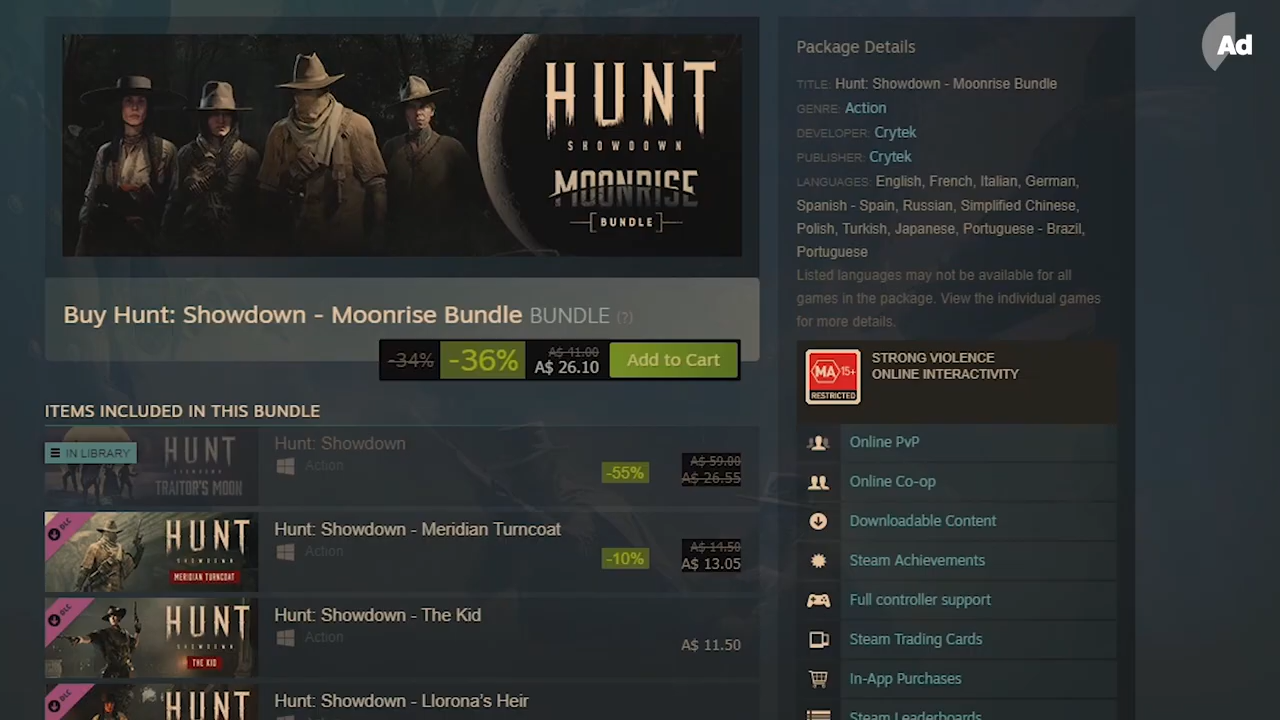 Ad
HUNT
SHOWDOWN
MOONRISE
BUNDLE
Buy Hunt: Showdown - Moonrise Bundle BUNDLE (?)
-34% -36% A$ 41.00 A$ 26.10 Add to Cart
ITEMS INCLUDED IN THIS BUNDLE
IN LIBRARY
HUNT
SHOWDOWN
TRAITOR'S MOON
Hunt: Showdown
Action
-55%
A$ 59.00
A$ 26.55
DLC
HUNT
SHOWDOWN
MERIDIAN TURNCOAT
Hunt: Showdown - Meridian Turncoat
Action
-10%
A$ 14.50
A$ 13.05
DLC
HUNT
SHOWDOWN
THE KID
Hunt: Showdown - The Kid
Action
A$ 11.50
DLC
HUNT
Hunt: Showdown - Llorona's Heir
Action
Package Details
TITLE: Hunt: Showdown - Moonrise Bundle
GENRE: Action
DEVELOPER: Crytek
PUBLISHER: Crytek
LANGUAGES: English, French, Italian, German,
Spanish - Spain, Russian, Simplified Chinese,
Polish, Turkish, Japanese, Portuguese - Brazil,
Portuguese
Listed languages may not be available for all
games in the package. View the individual games
for more details.
MA 15+
RESTRICTED
STRONG VIOLENCE
ONLINE INTERACTIVITY
Online PvP
Online Co-op
Downloadable Content
Steam Achievements
Full controller support
Steam Trading Cards
In-App Purchases
Steam Leaderboards